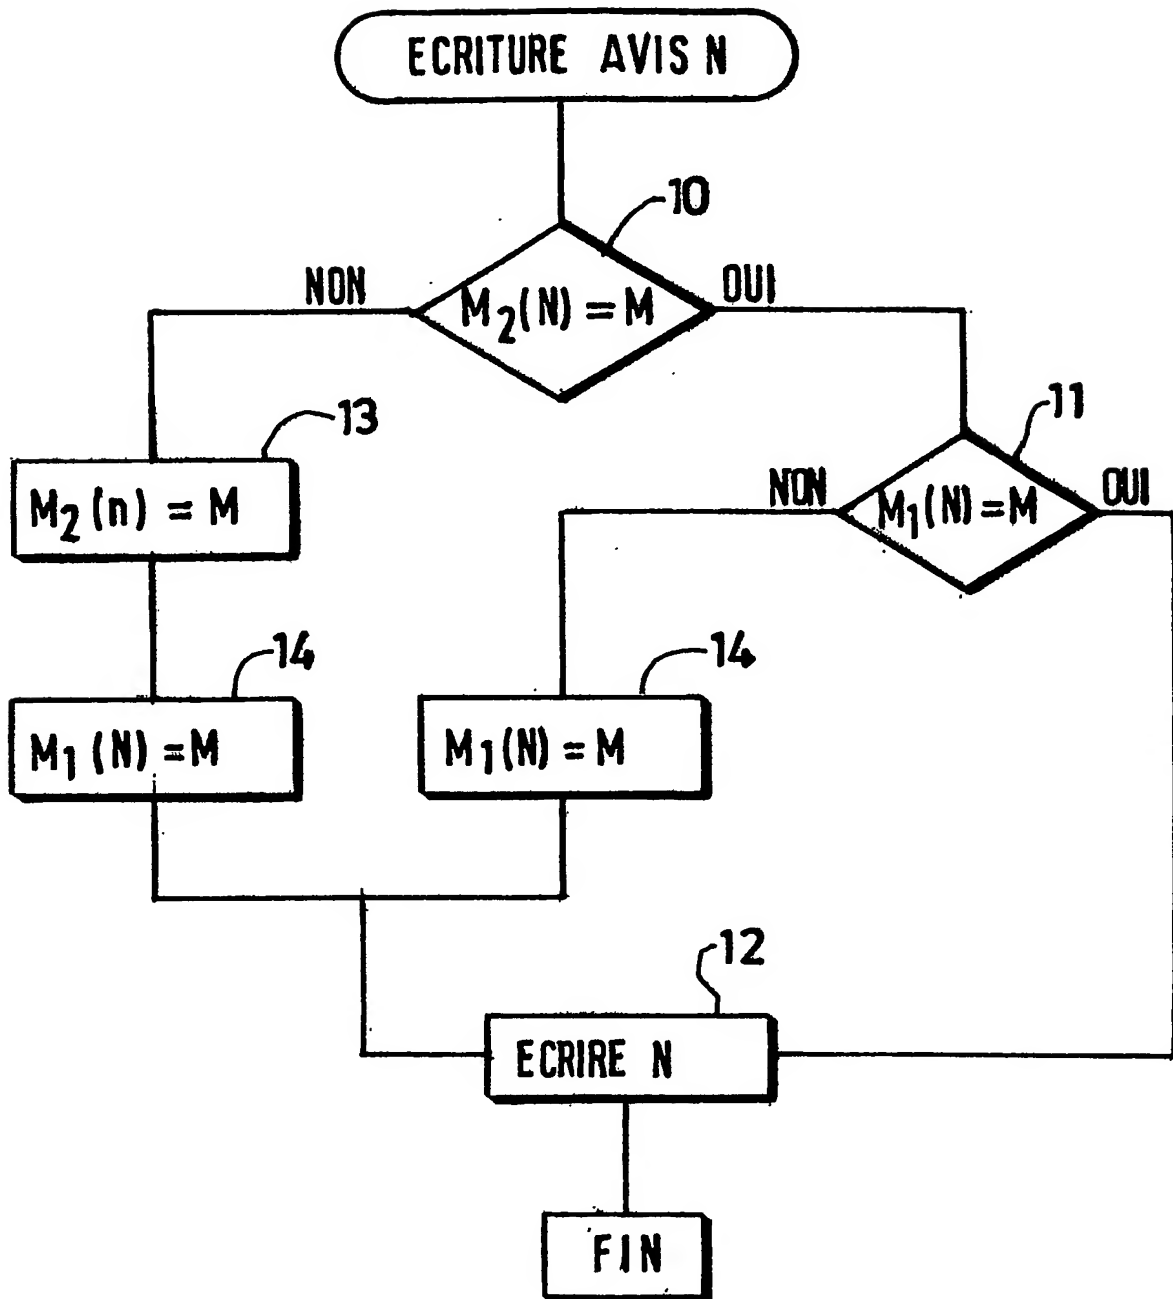 ECRITURE AVIS N
10
NON
M₂(N) = M
OUI
13
11
M₂(n) = M
NON
M₁(N) = M
OUI
14
14
M₁(N) = M
M₁(N) = M
12
ECRIRE N
FIN